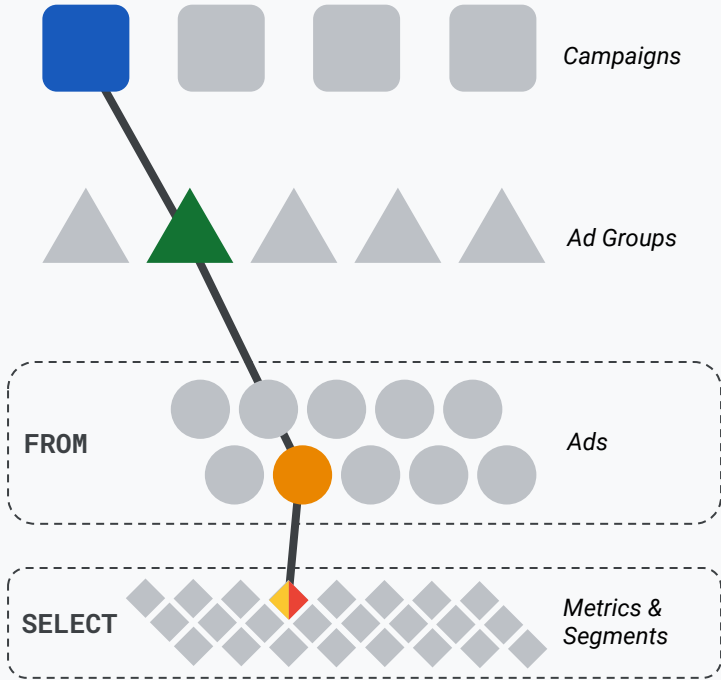 Campaigns
Ad Groups
FROM
Ads
SELECT
Metrics &
Segments